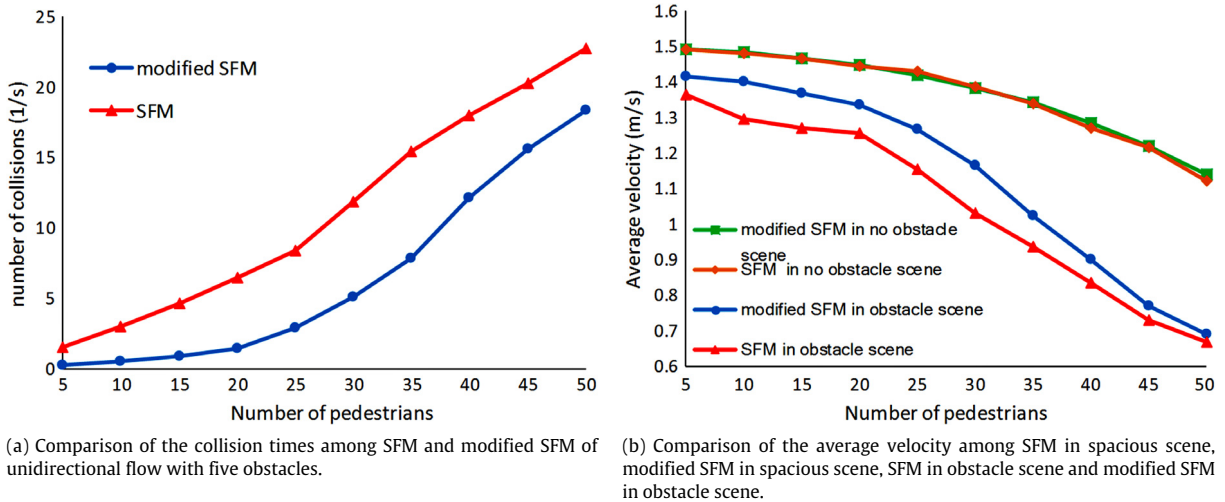 25
20
15
10
5
0
number of collisions (1/s)
modified SFM
SFM
5 10 15 20 25 30 35 40 45 50
Number of pedestrians
(a) Comparison of the collision times among SFM and modified SFM of
unidirectional flow with five obstacles.
1.6
1.5
1.4
1.3
1.2
1.1
1
0.9
0.8
0.7
0.6
Average velocity (m/s)
modified SFM in no obstacle
scene
SFM in no obstacle scene
modified SFM in obstacle scene
SFM in obstacle scene
5 10 15 20 25 30 35 40 45 50
Number of pedestrians
(b) Comparison of the average velocity among SFM in spacious scene,
modified SFM in spacious scene, SFM in obstacle scene and modified SFM
in obstacle scene.